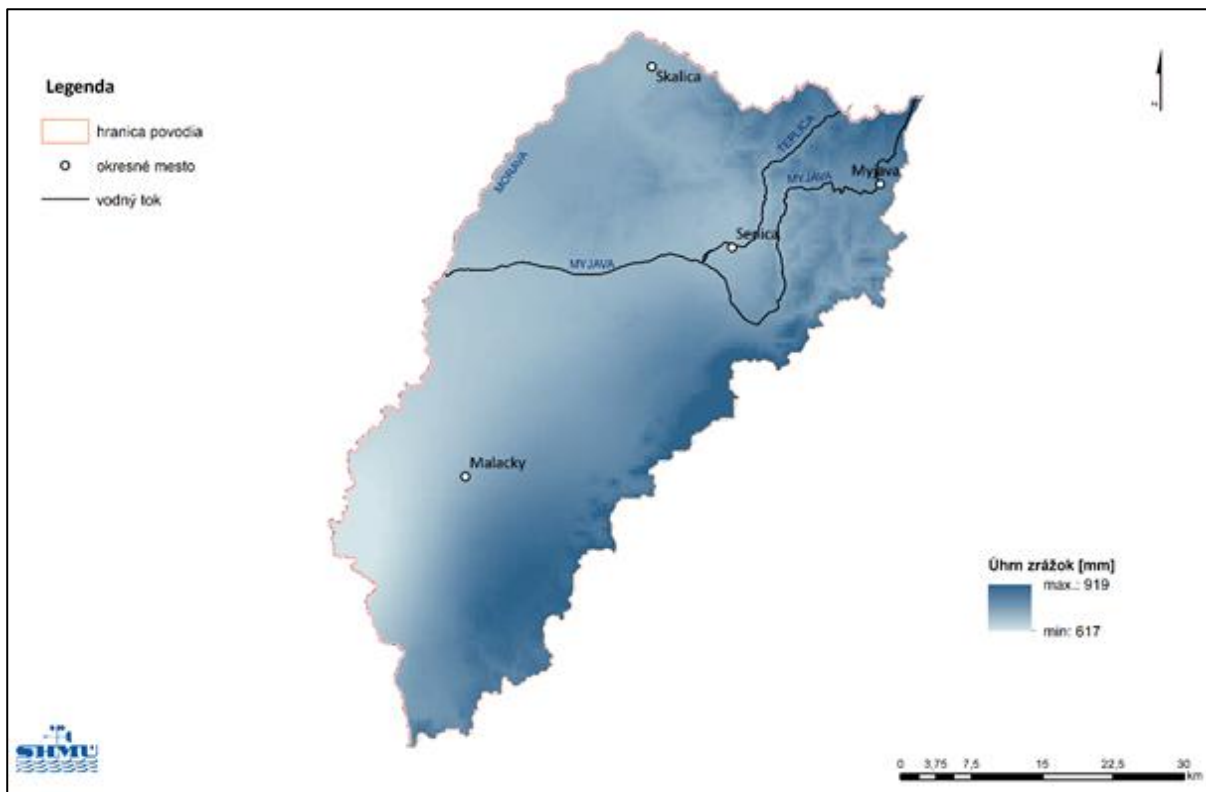 Legenda
hranica povodia
okresné mesto
vodný tok
Skalica
MORAVA
TEPLICA
MYJAVA
Myjava
Senica
MYJAVA
Malacky
N
Úhrn zrážok [mm]
max.: 919
min: 617
SHMÚ
0 3,75 7,5 15 22,5 30
km